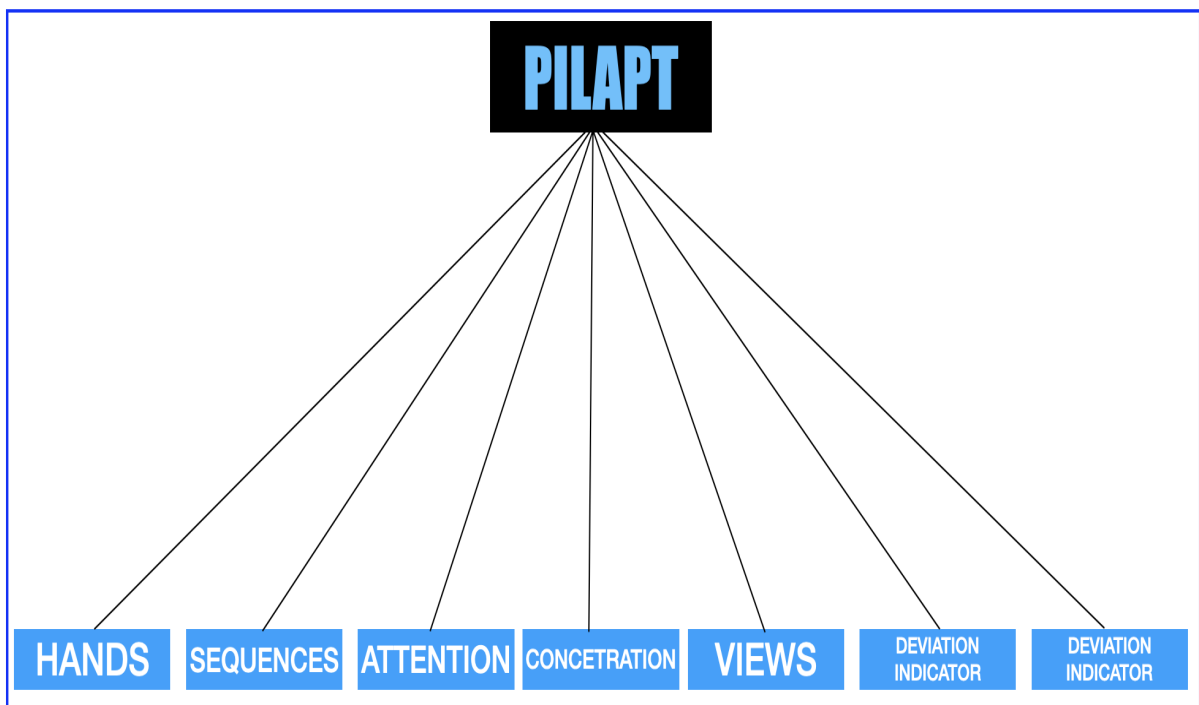 PILAPT
HANDS
SEQUENCES
ATTENTION
CONCETRATION
VIEWS
DEVIATION
INDICATOR
DEVIATION
INDICATOR